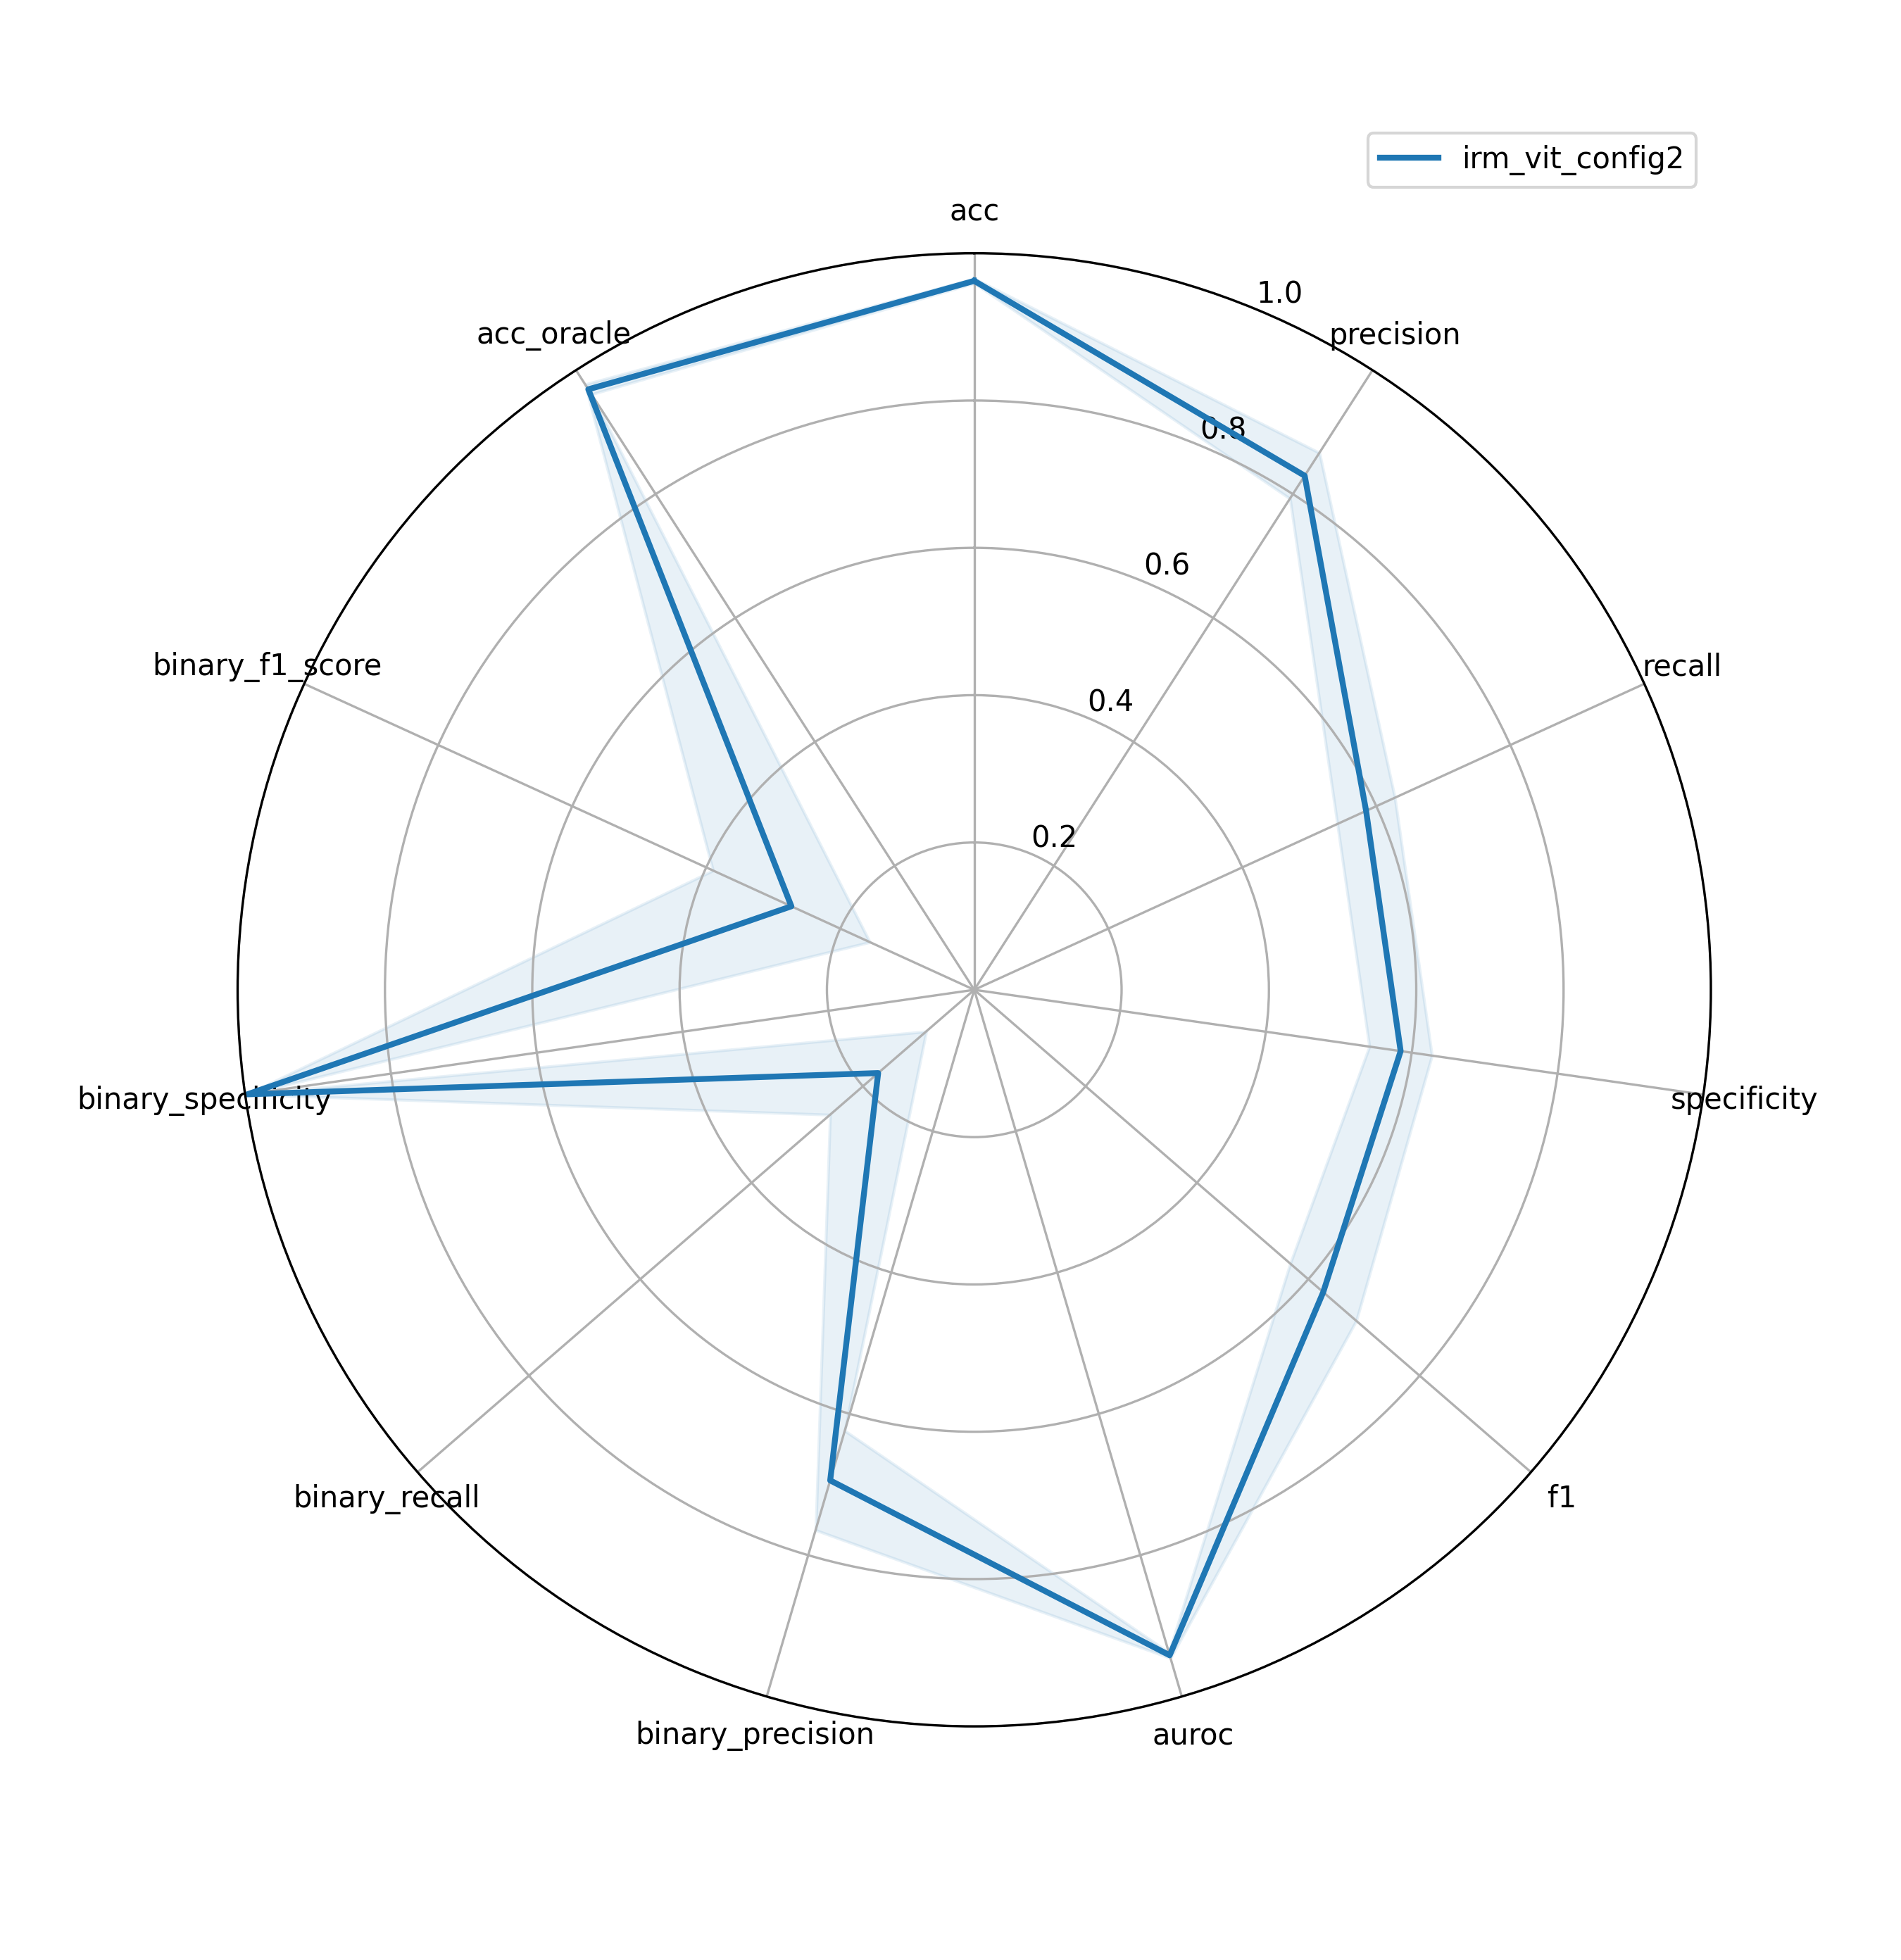 irm_vit_config2
acc
1.0
acc_oracle
precision
0.8
0.6
binary_f1_score
recall
0.4
0.2
binary_specificity
specificity
binary_recall
f1
binary_precision
auroc